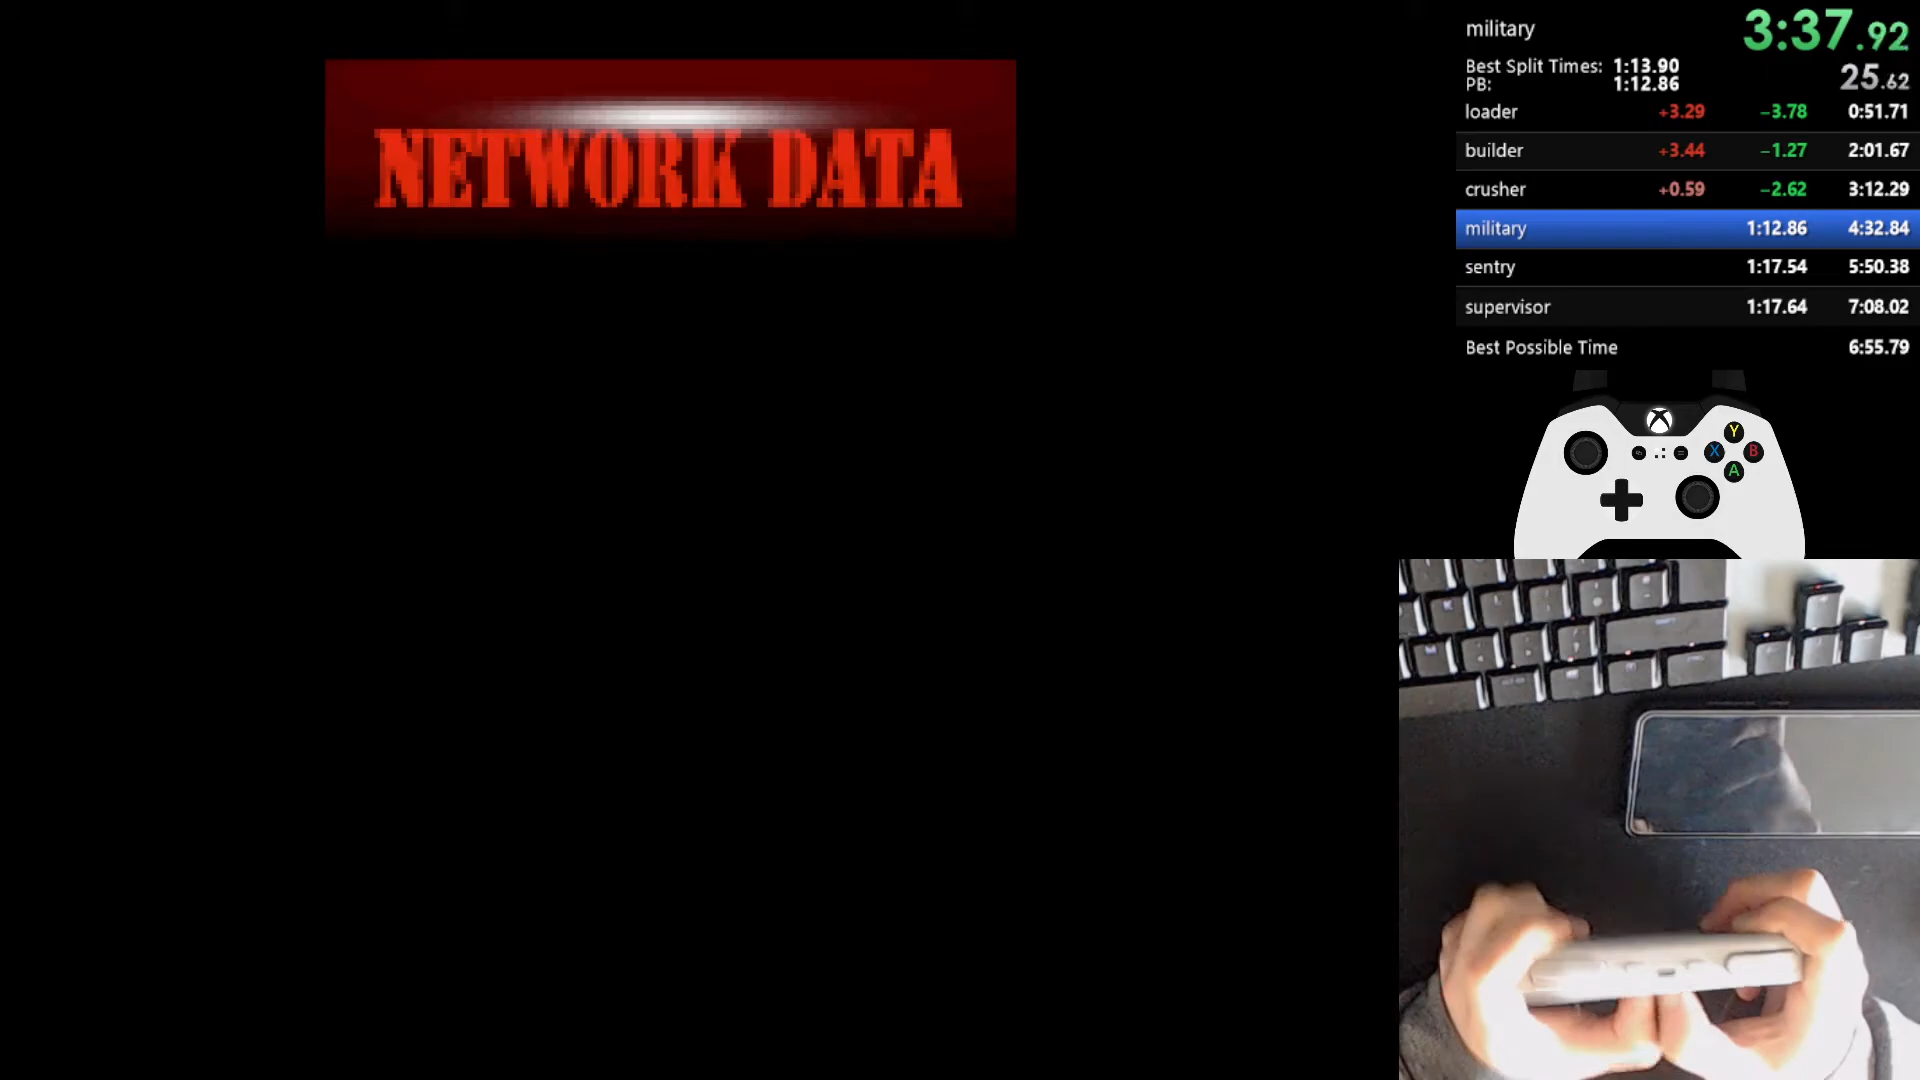 NETWORK DATA
military
3:37.92
Best Split Times: 1:13.90
PB: 1:12.86
25.62
loader +3.29 -3.78 0:51.71
builder +3.44 -1.27 2:01.67
crusher +0.59 -2.62 3:12.29
military 1:12.86 4:32.84
sentry 1:17.54 5:50.38
supervisor 1:17.64 7:08.02
Best Possible Time 6:55.79
Y
X
B
A